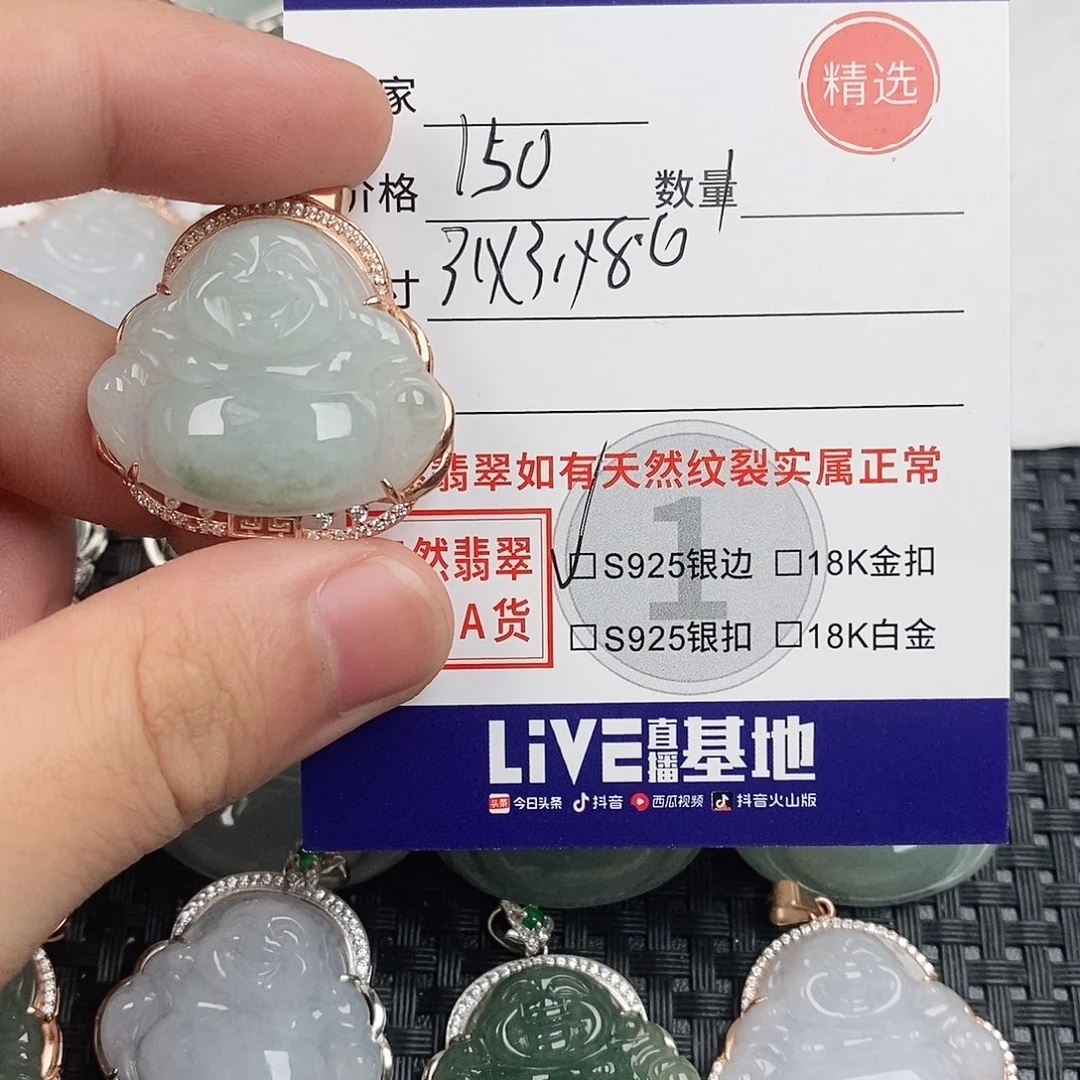 精选
家
价格 150 数量 1
寸 31X31X8.6
翡翠如有天然纹裂实属正常
1
然翡翠
A货
☑S925银边 □18K金扣
□S925银扣 □18K白金
LiVE直播基地
头条 今日头条 抖音 西瓜视频 抖音火山版